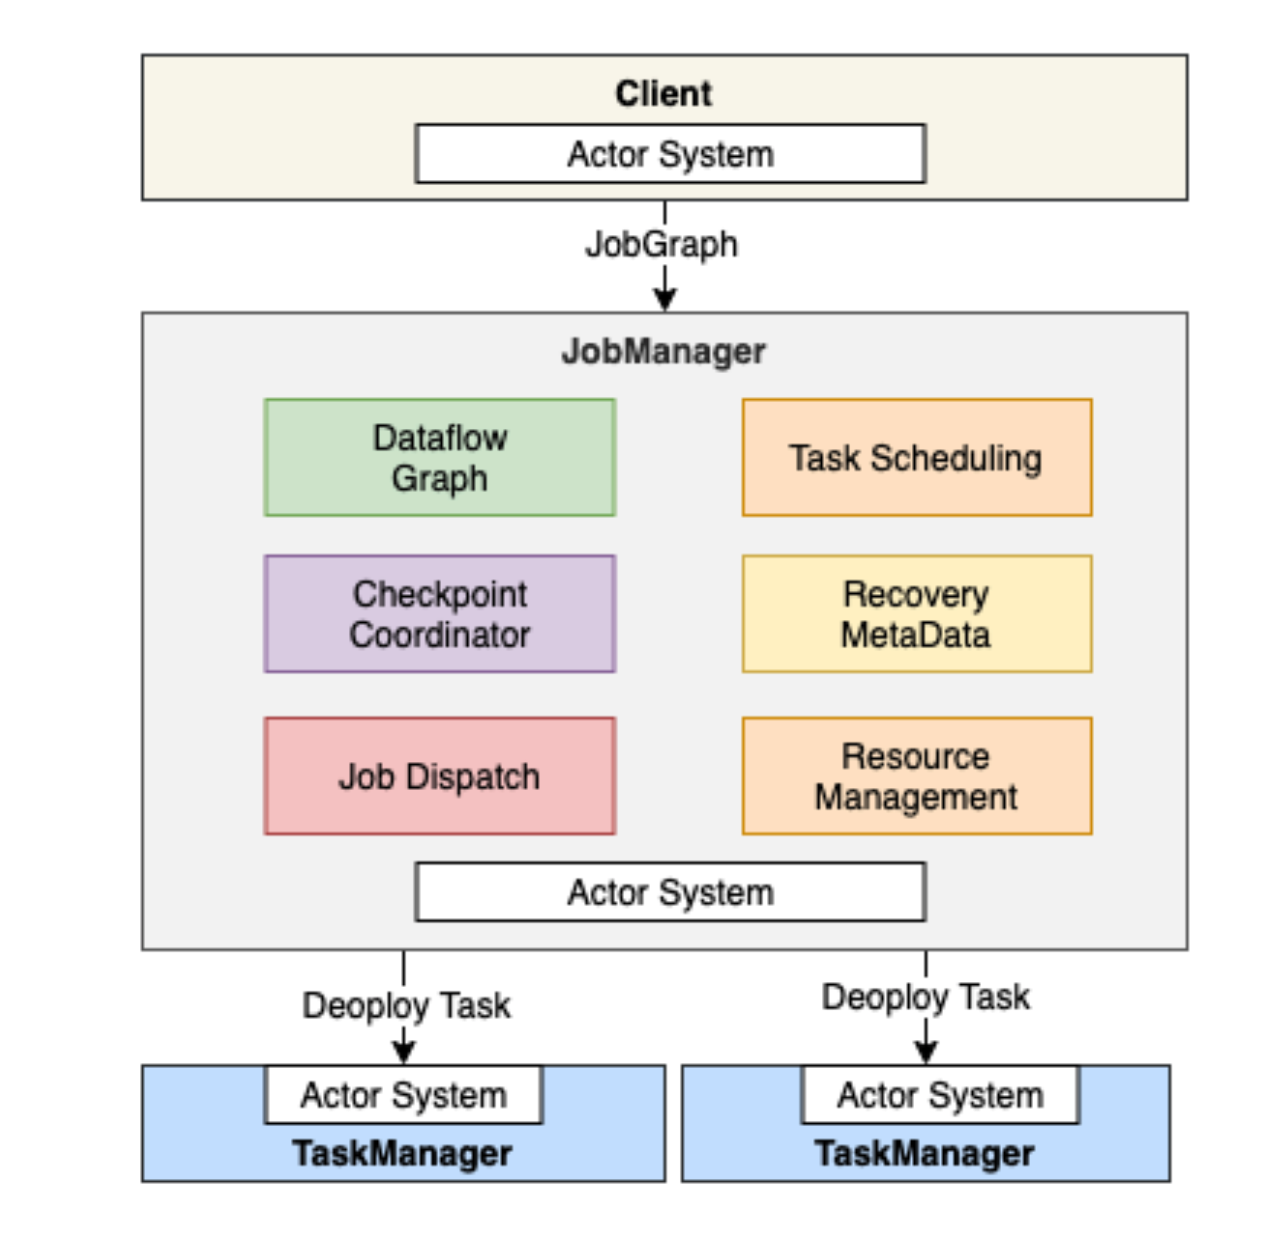 Client
Actor System
JobGraph
JobManager
Dataflow
Graph
Task Scheduling
Checkpoint
Coordinator
Recovery
MetaData
Job Dispatch
Resource
Management
Actor System
Deoploy Task
Deoploy Task
Actor System
TaskManager
Actor System
TaskManager